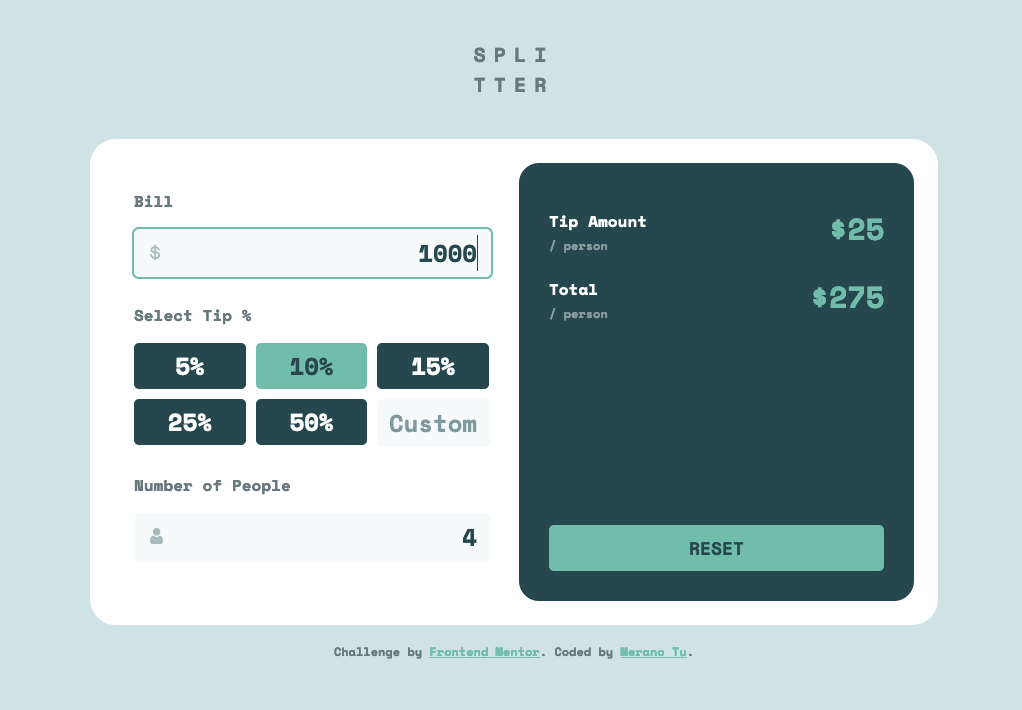 SPLI
TTER
Bill
$ 1000
Select Tip %
5% 10% 15%
25% 50% Custom
Number of People
4
Tip Amount
/ person
$25
Total
/ person
$275
RESET
Challenge by Frontend Mentor. Coded by Merano Tu.